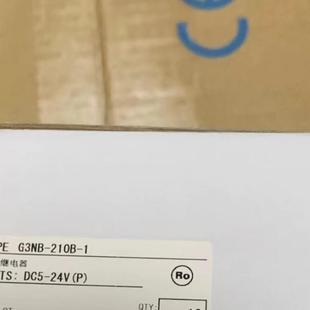 PE G3NB-210B-1
继电器
TS: DC5-24V(P)
Ro
QTY: